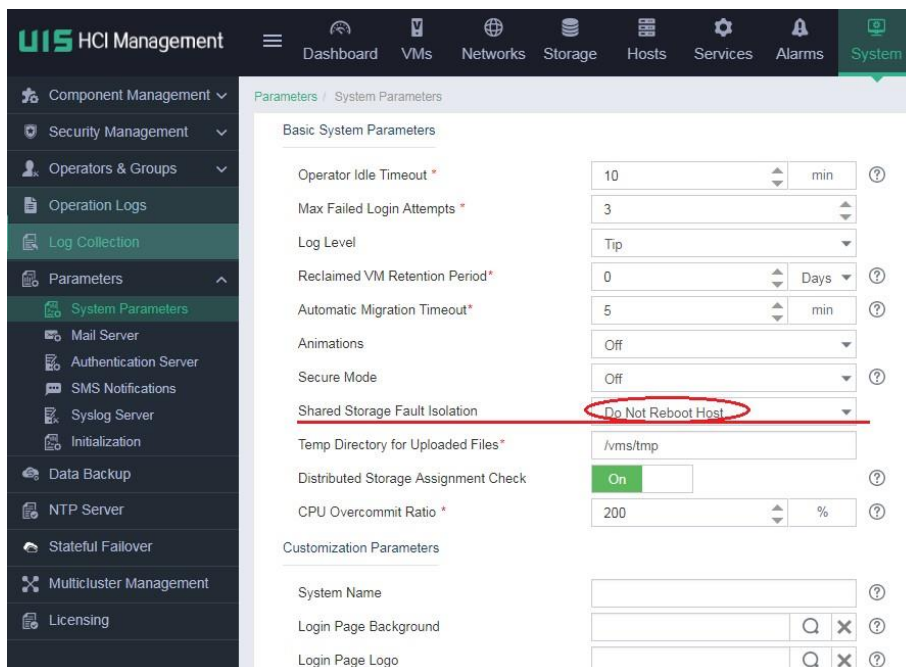 UIS HCI Management
Dashboard
VMs
Networks
Storage
Hosts
Services
Alarms
System
Component Management
Security Management
Operators & Groups
Operation Logs
Log Collection
Parameters
System Parameters
Mail Server
Authentication Server
SMS Notifications
Syslog Server
Initialization
Data Backup
NTP Server
Stateful Failover
Multicluster Management
Licensing
Parameters / System Parameters
Basic System Parameters
Operator Idle Timeout * 10 min
Max Failed Login Attempts * 3
Log Level Tip
Reclaimed VM Retention Period* 0 Days
Automatic Migration Timeout* 5 min
Animations Off
Secure Mode Off
Shared Storage Fault Isolation Do Not Reboot Host
Temp Directory for Uploaded Files* /vms/tmp
Distributed Storage Assignment Check On
CPU Overcommit Ratio * 200 %
Customization Parameters
System Name
Login Page Background
Login Page Logo